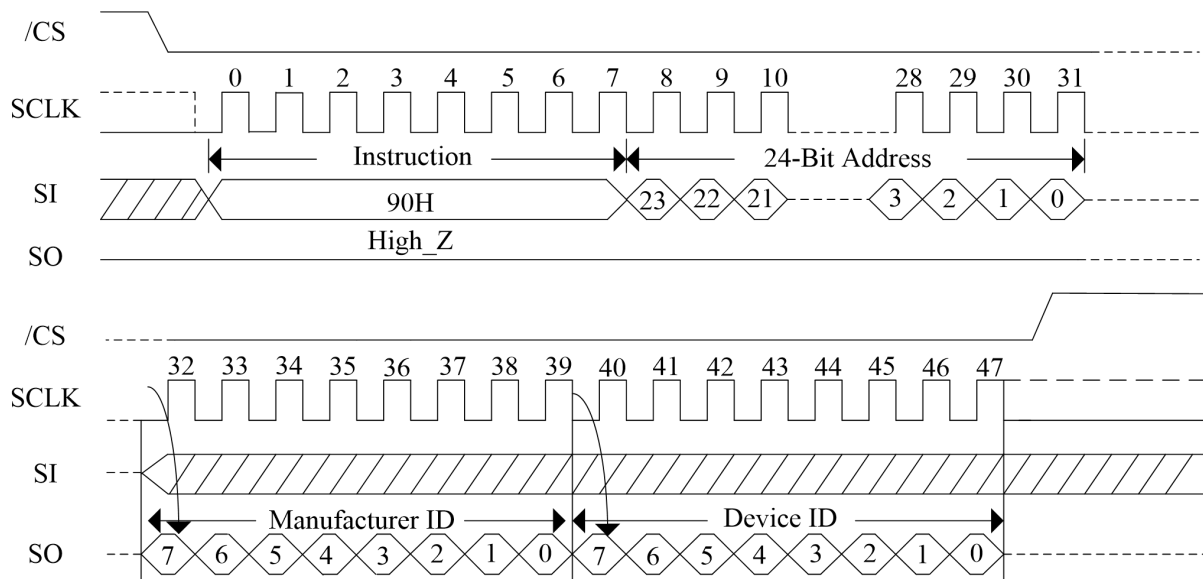 /CS
0 1 2 3 4 5 6 7 8 9 10 28 29 30 31
SCLK
Instruction 24-Bit Address
SI 90H 23 22 21 3 2 1 0
High_Z
SO
/CS
32 33 34 35 36 37 38 39 40 41 42 43 44 45 46 47
SCLK
SI
Manufacturer ID Device ID
SO 7 6 5 4 3 2 1 0 7 6 5 4 3 2 1 0